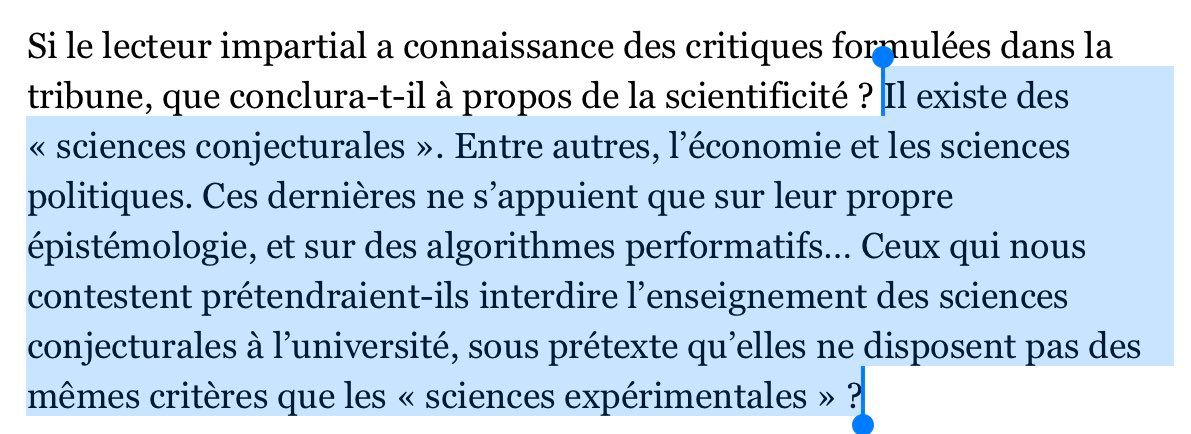 Si le lecteur impartial a connaissance des critiques formulées dans la
tribune, que conclura-t-il à propos de la scientificité ? Il existe des
« sciences conjecturales ». Entre autres, l’économie et les sciences
politiques. Ces dernières ne s’appuient que sur leur propre
épistémologie, et sur des algorithmes performatifs... Ceux qui nous
contestent prétendraient-ils interdire l’enseignement des sciences
conjecturales à l’université, sous prétexte qu’elles ne disposent pas des
mêmes critères que les « sciences expérimentales » ?